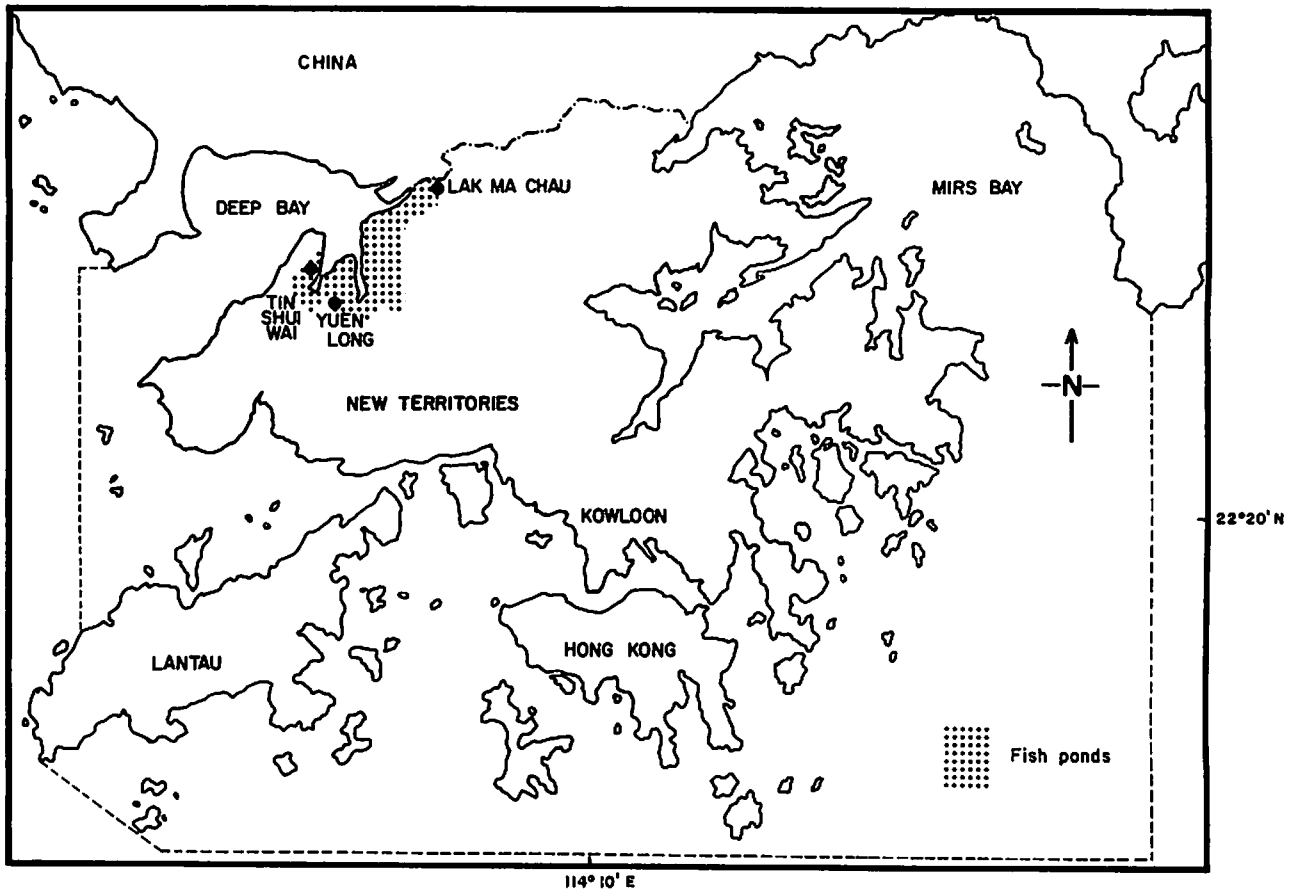 CHINA
LAK MA CHAU
MIRS BAY
DEEP BAY
TIN
SHUI
WAI
YUEN
LONG
NEW TERRITORIES
N
KOWLOON
22°20' N
HONG KONG
LANTAU
Fish ponds
114° 10' E